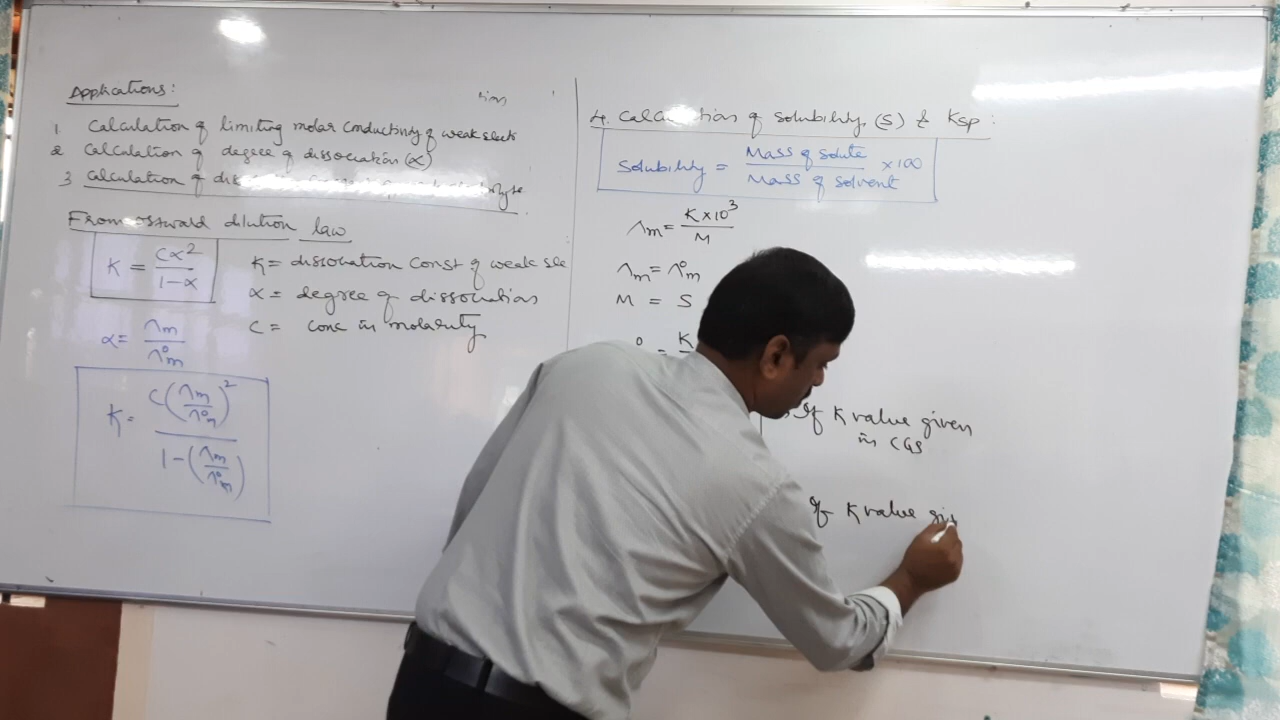 Applications:
1 Calculation of limiting molar conductivity of weak elects
2 Calculation of degree of dissociation (α)
3 Calculation of
From ostward dilution law
K = Cα²/1-α
K = dissociation const of weak ele
α = degree of dissociation
C = conc in molarity
α = Λm/Λ°m
K = C(Λm/Λ°m)²/1-(Λm/Λ°m)
4. Calculation of solubility (S) & Ksp:
Solubility = Mass of solute/Mass of solvent ×100
Λm = K×10³/M
Λm = Λ°m
M = S
° = K
If K value given
in CGS
If K value giv